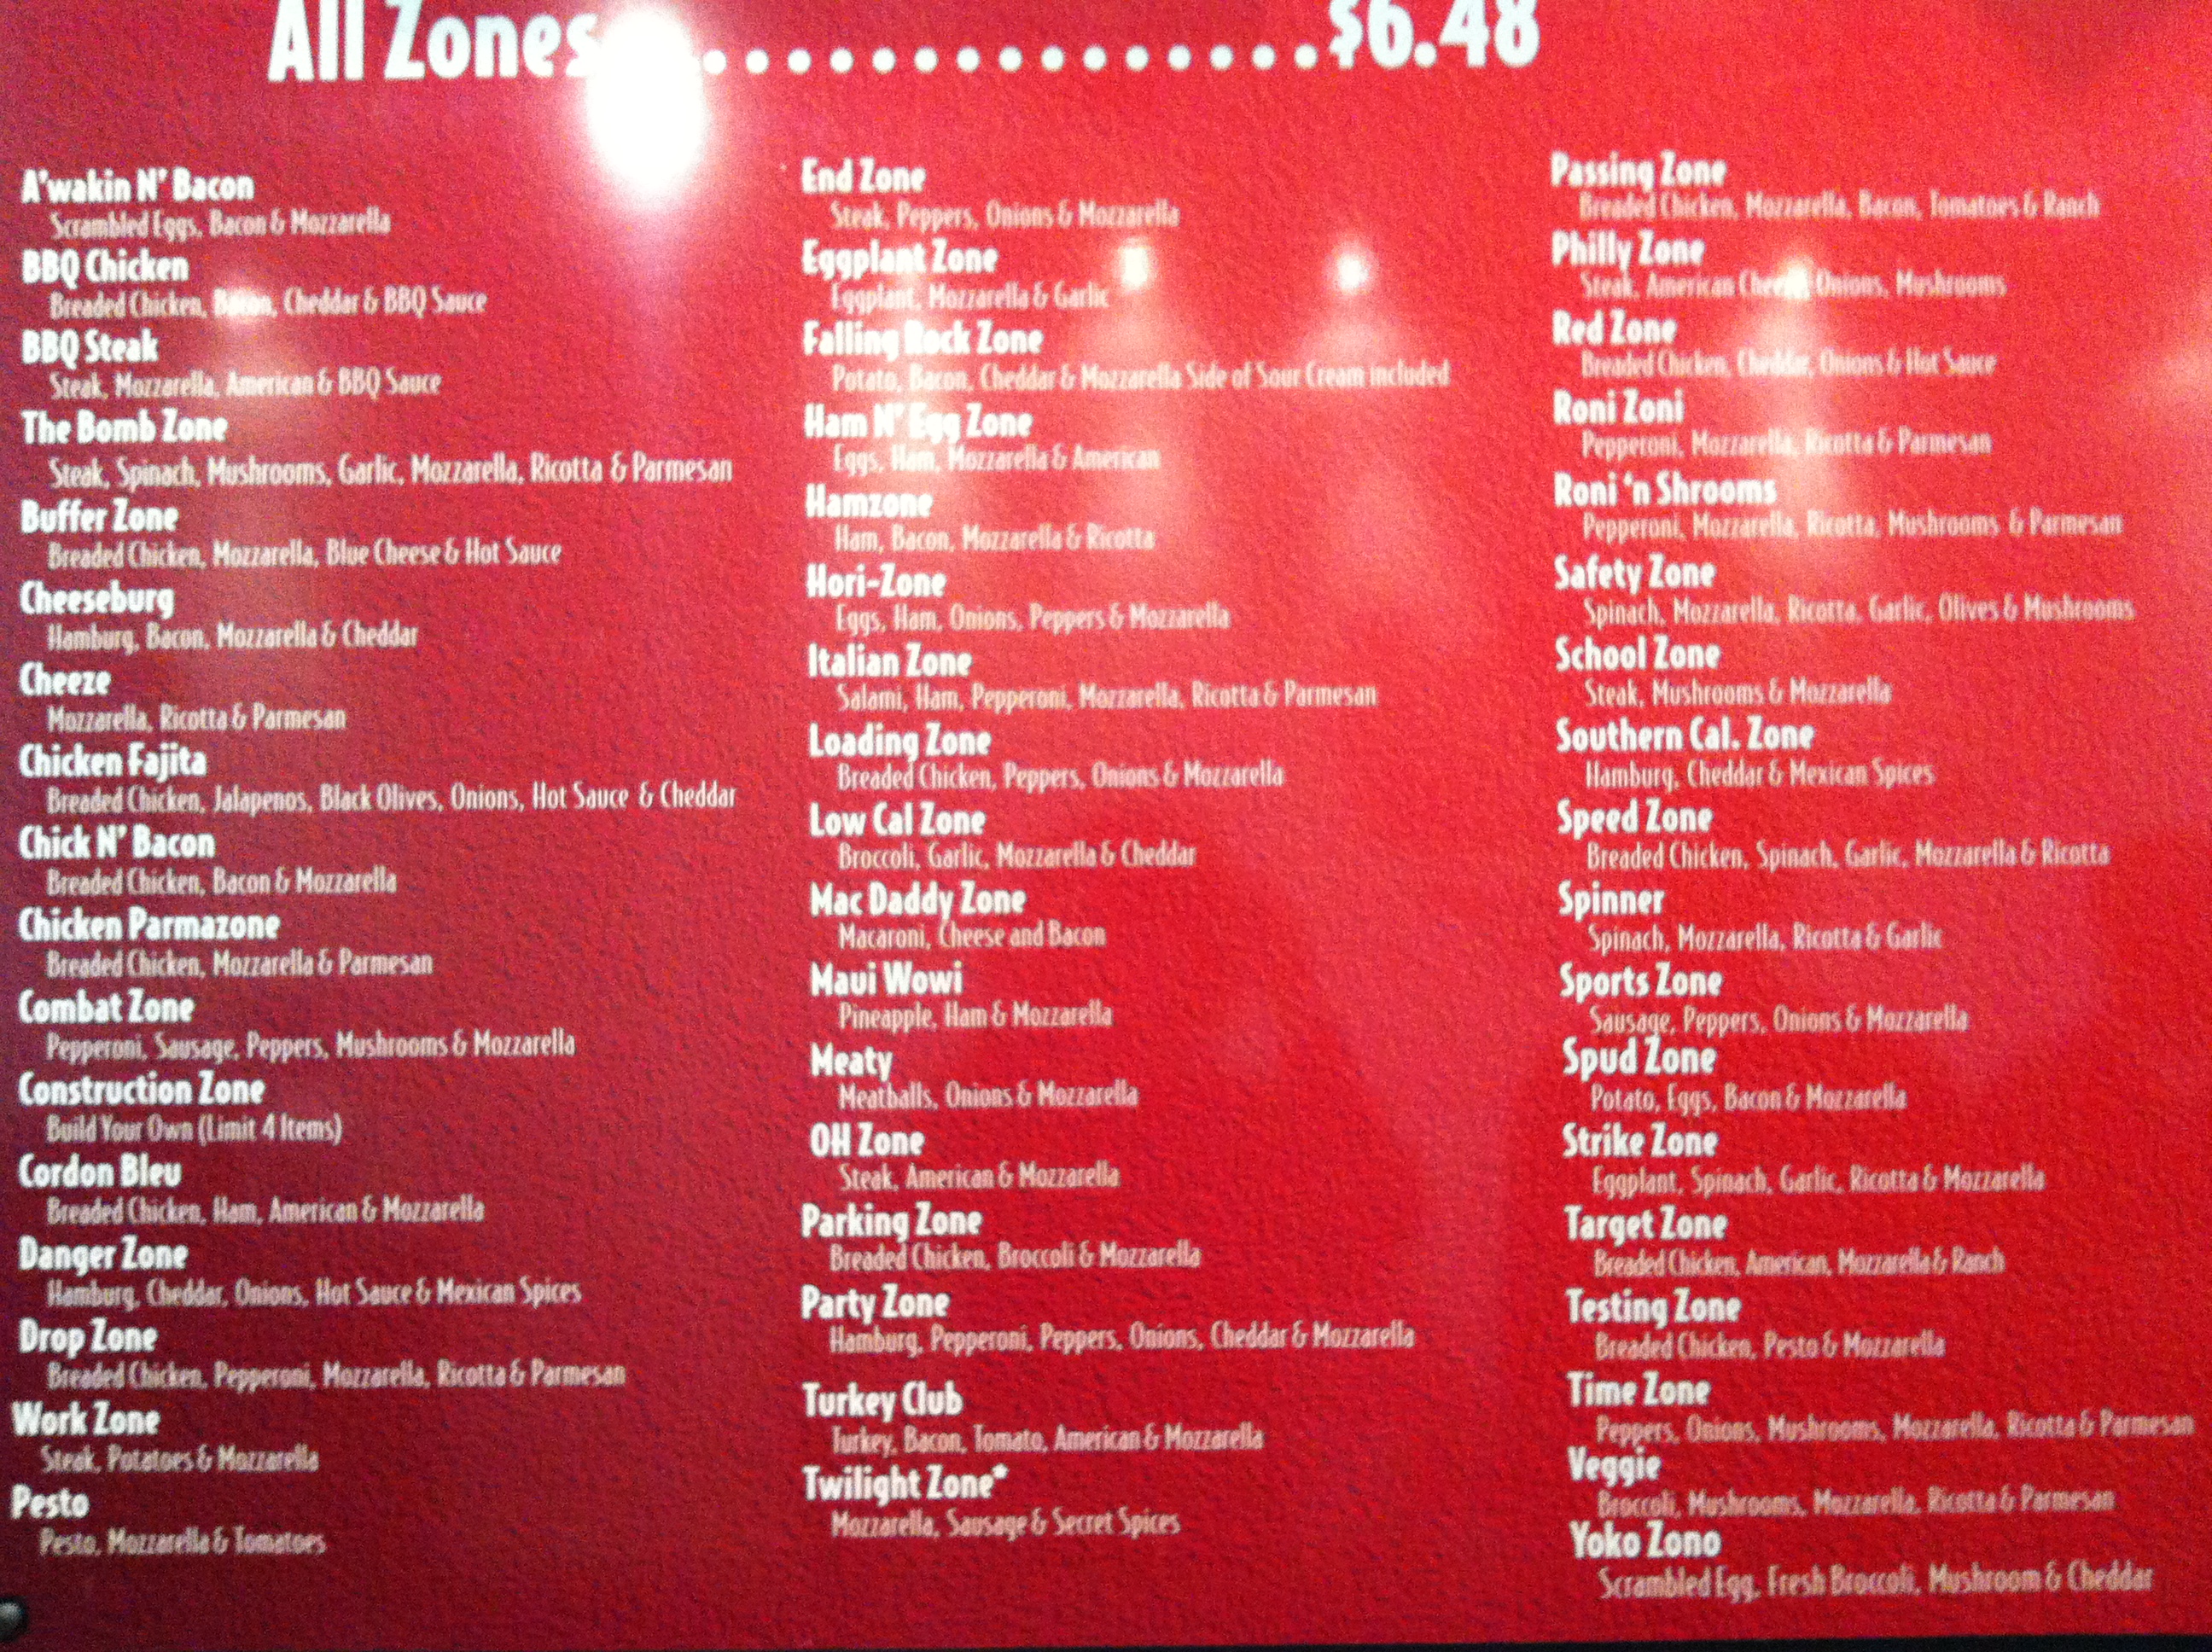 All Zones................$6.48
A'wakin N' Bacon
Scrambled Eggs, Bacon & Mozzarella
BBQ Chicken
Breaded Chicken, Bacon, Cheddar & BBQ Sauce
BBQ Steak
Steak, Mozzarella, American & BBQ Sauce
The Bomb Zone
Steak, Spinach, Mushrooms, Garlic, Mozzarella, Ricotta & Parmesan
Buffer Zone
Breaded Chicken, Mozzarella, Blue Cheese & Hot Sauce
Cheeseburg
Hamburg, Bacon, Mozzarella & Cheddar
Cheeze
Mozzarella, Ricotta & Parmesan
Chicken Fajita
Breaded Chicken, Jalapenos, Black Olives, Onions, Hot Sauce & Cheddar
Chick N' Bacon
Breaded Chicken, Bacon & Mozzarella
Chicken Parmazone
Breaded Chicken, Mozzarella & Parmesan
Combat Zone
Pepperoni, Sausage, Peppers, Mushrooms & Mozzarella
Construction Zone
Build Your Own (Limit 4 Items)
Cordon Bleu
Breaded Chicken, Ham, American & Mozzarella
Danger Zone
Hamburg, Cheddar, Onions, Hot Sauce & Mexican Spices
Drop Zone
Breaded Chicken, Pepperoni, Mozzarella, Ricotta & Parmesan
Work Zone
Steak, Potatoes & Mozzarella
Pesto
Pesto, Mozzarella & Tomatoes
End Zone
Steak, Peppers, Onions & Mozzarella
Eggplant Zone
Eggplant, Mozzarella & Garlic
Falling Rock Zone
Potato, Bacon, Cheddar & Mozzarella Side of Sour Cream included
Ham N' Egg Zone
Eggs, Ham, Mozzarella & American
Hamzone
Ham, Bacon, Mozzarella & Ricotta
Hori-Zone
Eggs, Ham, Onions, Peppers & Mozzarella
Italian Zone
Salami, Ham, Pepperoni, Mozzarella, Ricotta & Parmesan
Loading Zone
Breaded Chicken, Peppers, Onions & Mozzarella
Low Cal Zone
Broccoli, Garlic, Mozzarella & Cheddar
Mac Daddy Zone
Macaroni, Cheese and Bacon
Maui Wowi
Pineapple, Ham & Mozzarella
Meaty
Meatballs, Onions & Mozzarella
OH Zone
Steak, American & Mozzarella
Parking Zone
Breaded Chicken, Broccoli & Mozzarella
Party Zone
Hamburg, Pepperoni, Peppers, Onions, Cheddar & Mozzarella
Turkey Club
Turkey, Bacon, Tomato, American & Mozzarella
Twilight Zone*
Mozzarella, Sausage & Secret Spices
Passing Zone
Breaded Chicken, Mozzarella, Bacon, Tomatoes & Ranch
Philly Zone
Steak, American Cheese, Onions, Mushrooms
Red Zone
Breaded Chicken, Cheddar, Onions & Hot Sauce
Roni Zoni
Pepperoni, Mozzarella, Ricotta & Parmesan
Roni 'n Shrooms
Pepperoni, Mozzarella, Ricotta, Mushrooms & Parmesan
Safety Zone
Spinach, Mozzarella, Ricotta, Garlic, Olives & Mushrooms
School Zone
Steak, Mushrooms & Mozzarella
Southern Cal. Zone
Hamburg, Cheddar & Mexican Spices
Speed Zone
Breaded Chicken, Spinach, Garlic, Mozzarella & Ricotta
Spinner
Spinach, Mozzarella, Ricotta & Garlic
Sports Zone
Sausage, Peppers, Onions & Mozzarella
Spud Zone
Potato, Eggs, Bacon & Mozzarella
Strike Zone
Eggplant, Spinach, Garlic, Ricotta & Mozzarella
Target Zone
Breaded Chicken, American, Mozzarella & Ranch
Testing Zone
Breaded Chicken, Pesto & Mozzarella
Time Zone
Peppers, Onions, Mushrooms, Mozzarella, Ricotta & Parmesan
Veggie
Broccoli, Mushrooms, Mozzarella, Ricotta & Parmesan
Yoko Zono
Scrambled Egg, Fresh Broccoli, Mushroom & Cheddar